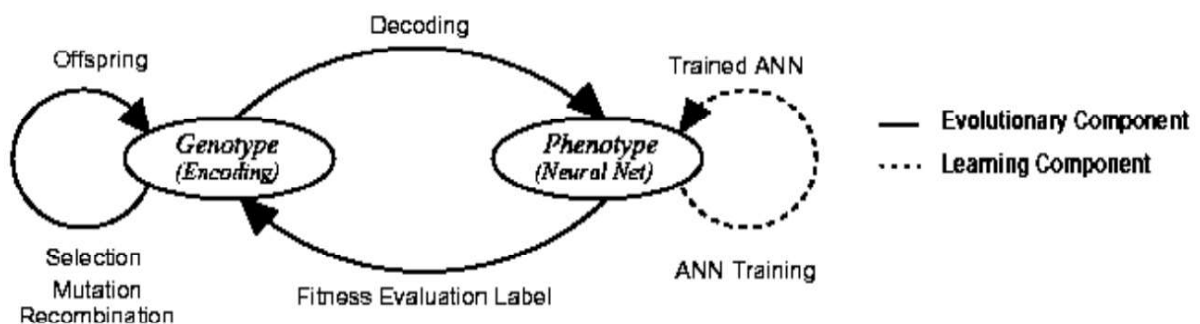 Decoding
Offspring
Trained ANN
Genotype
(Encoding)
Phenotype
(Neural Net)
Evolutionary Component
Learning Component
Selection
Mutation
Recombination
Fitness Evaluation Label
ANN Training